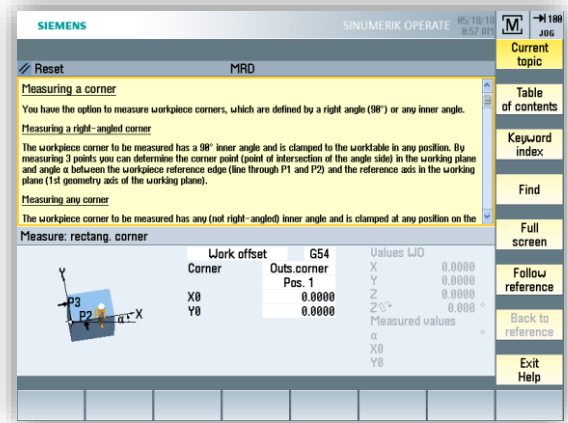 SIEMENS
SINUMERIK OPERATE
05/10/18
8:57 AM
M
100
JOG
Reset
MRD
Measuring a corner
You have the option to measure workpiece corners, which are defined by a right angle (90°) or any inner angle.
Measuring a right-angled corner
The workpiece corner to be measured has a 90° inner angle and is clamped to the worktable in any position. By
measuring 3 points you can determine the corner point (point of intersection of the angle side) in the working plane
and angle α between the workpiece reference edge (line through P1 and P2) and the reference axis in the working
plane (1st geometry axis of the working plane).
Measuring any corner
The workpiece corner to be measured has any (not right-angled) inner angle and is clamped at any position on the
Measure: rectang. corner
Work offset G54
Corner Outs.corner
Pos. 1
X0 0.0000
Y0 0.0000
Values WO
X 0.0000
Y 0.0000
Z 0.0000
Z 0.000 °
Measured values
α °
X0
Y0
Y
P3
P2
α
X
Current
topic
Table
of contents
Keyword
index
Find
Full
screen
Follow
reference
Back to
reference
Exit
Help